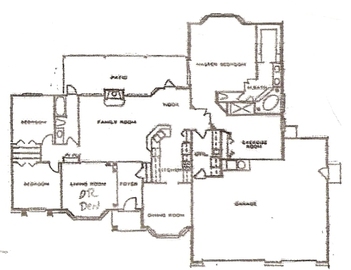 MASTER BEDROOM
PATIO
M.BATH
NOOK
BEDROOM
FAMILY ROOM
UTIL.
EXERCISE
ROOM
KITCHEN
BEDROOM
LIVING ROOM
OR
Den
FOYER
DINING ROOM
GARAGE